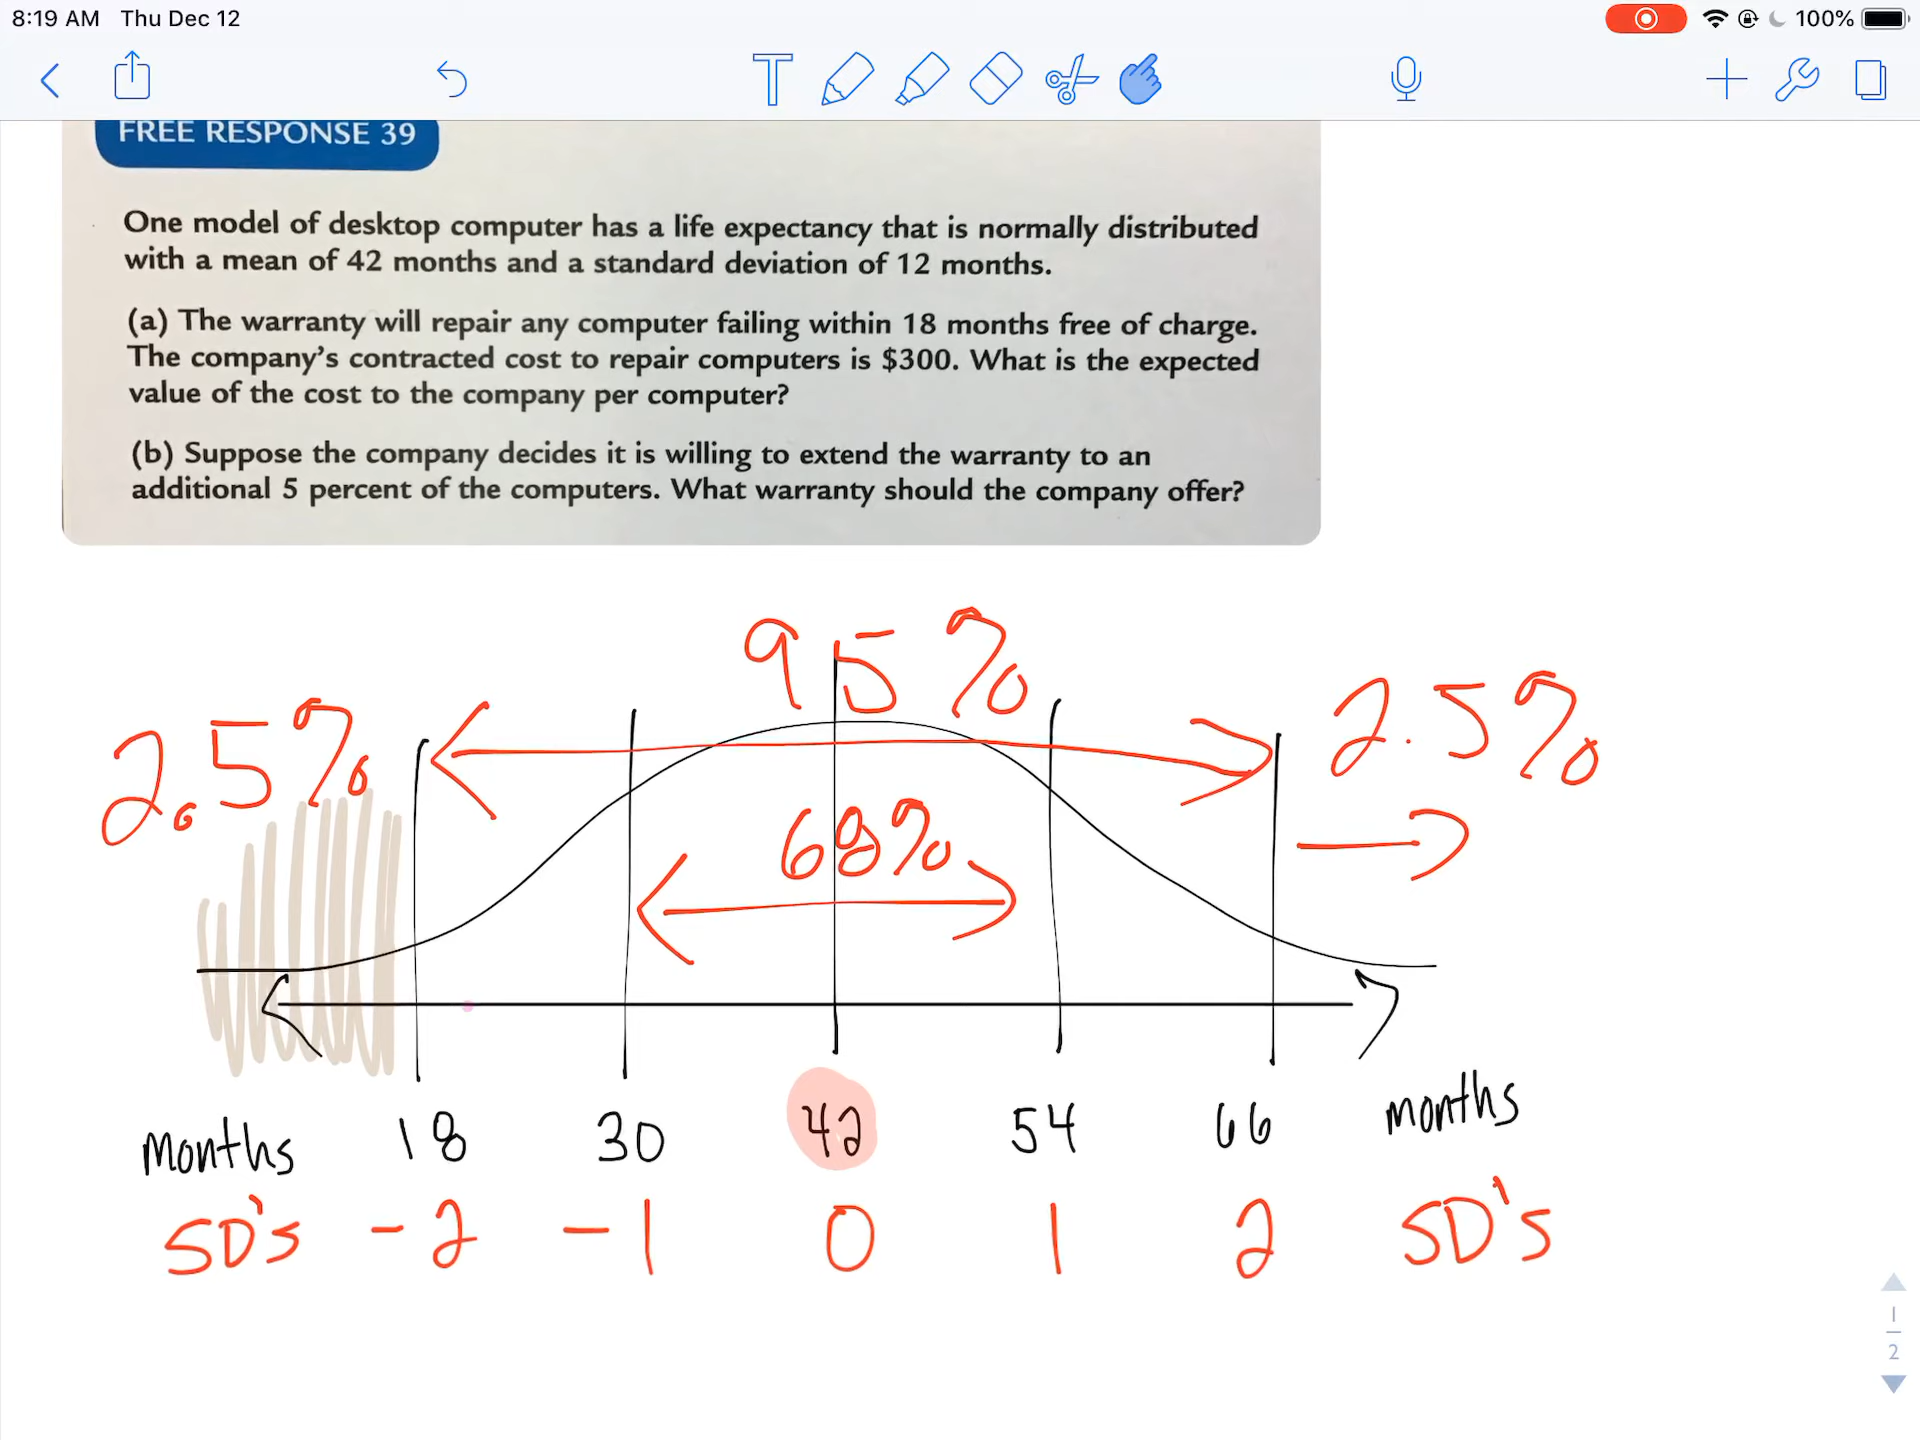 8:19 AM Thu Dec 12
100%
T
FREE RESPONSE 39
One model of desktop computer has a life expectancy that is normally distributed
with a mean of 42 months and a standard deviation of 12 months.
(a) The warranty will repair any computer failing within 18 months free of charge.
The company's contracted cost to repair computers is $300. What is the expected
value of the cost to the company per computer?
(b) Suppose the company decides it is willing to extend the warranty to an
additional 5 percent of the computers. What warranty should the company offer?
95%
2.5%
2.5%
68%
months 18 30 42 54 66 months
SD's -2 -1 0 1 2 SD's
1
2